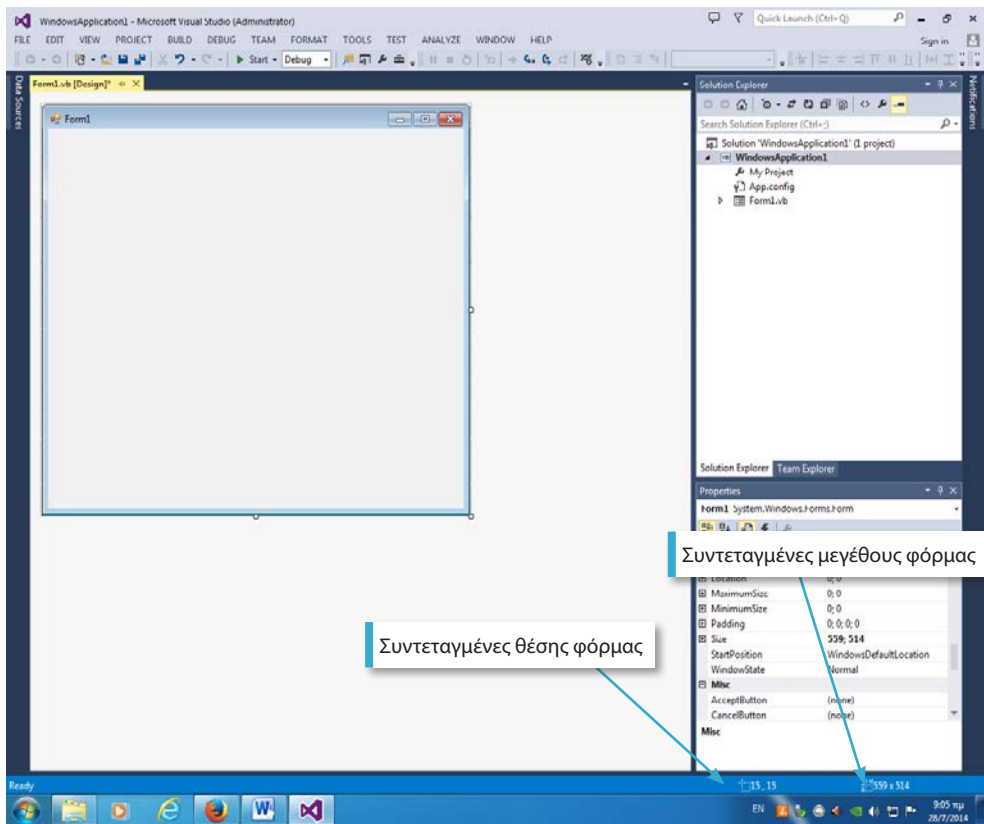 WindowsApplication1 - Microsoft Visual Studio (Administrator)
Quick Launch (Ctrl+Q)
FILE EDIT VIEW PROJECT BUILD DEBUG TEAM FORMAT TOOLS TEST ANALYZE WINDOW HELP
Sign in
Start
Debug
Data Sources
Form1.vb [Design]*
Form1
Solution Explorer
Search Solution Explorer (Ctrl+;)
Solution 'WindowsApplication1' (1 project)
WindowsApplication1
My Project
App.config
Form1.vb
Notifications
Solution Explorer Team Explorer
Properties
Form1 System.Windows.Forms.Form
Συντεταγμένες μεγέθους φόρμας
Location 0; 0
MaximumSize 0; 0
MinimumSize 0; 0
Padding 0; 0; 0; 0
Size 559; 514
StartPosition WindowsDefaultLocation
WindowState Normal
Misc
AcceptButton (none)
CancelButton (none)
Misc
Συντεταγμένες θέσης φόρμας
Ready
15 , 15
559 x 514
EN
9:05 πμ
28/7/2014